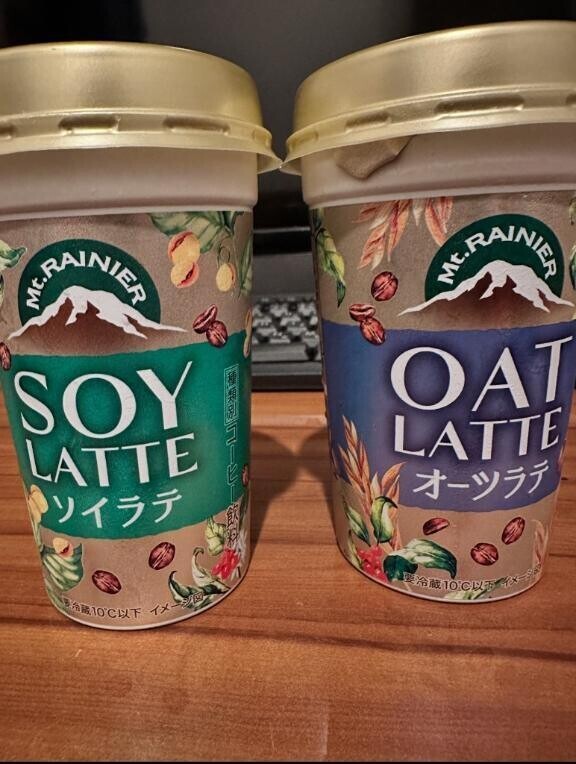 Mt.RAINIER
SOY
LATTE
ソイラテ
種類別 コーヒー飲料
要冷蔵10℃以下 イメージ図
Mt.RAINIER
OAT
LATTE
オーツラテ
要冷蔵10℃以下 イメージ図